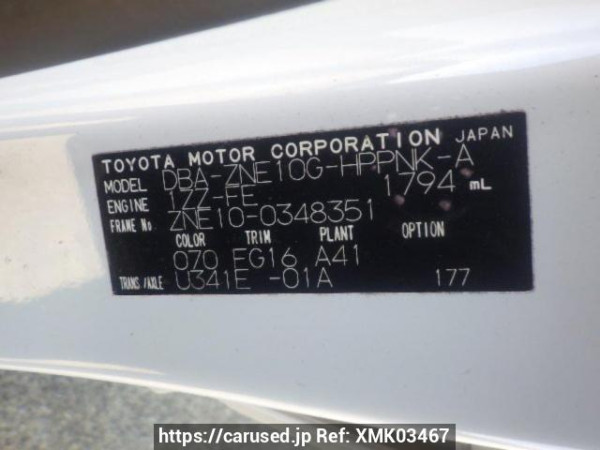 TOYOTA MOTOR CORPORATION JAPAN
MODEL DBA-ZNE10G-HPPNK-A
ENGINE 1ZZ-FE 1794 mL
FRAME No ZNE10-0348351
COLOR TRIM PLANT OPTION
070 EG16 A41
TRANS /AXLE U341E -01A 177
https://carused.jp Ref: XMK03467